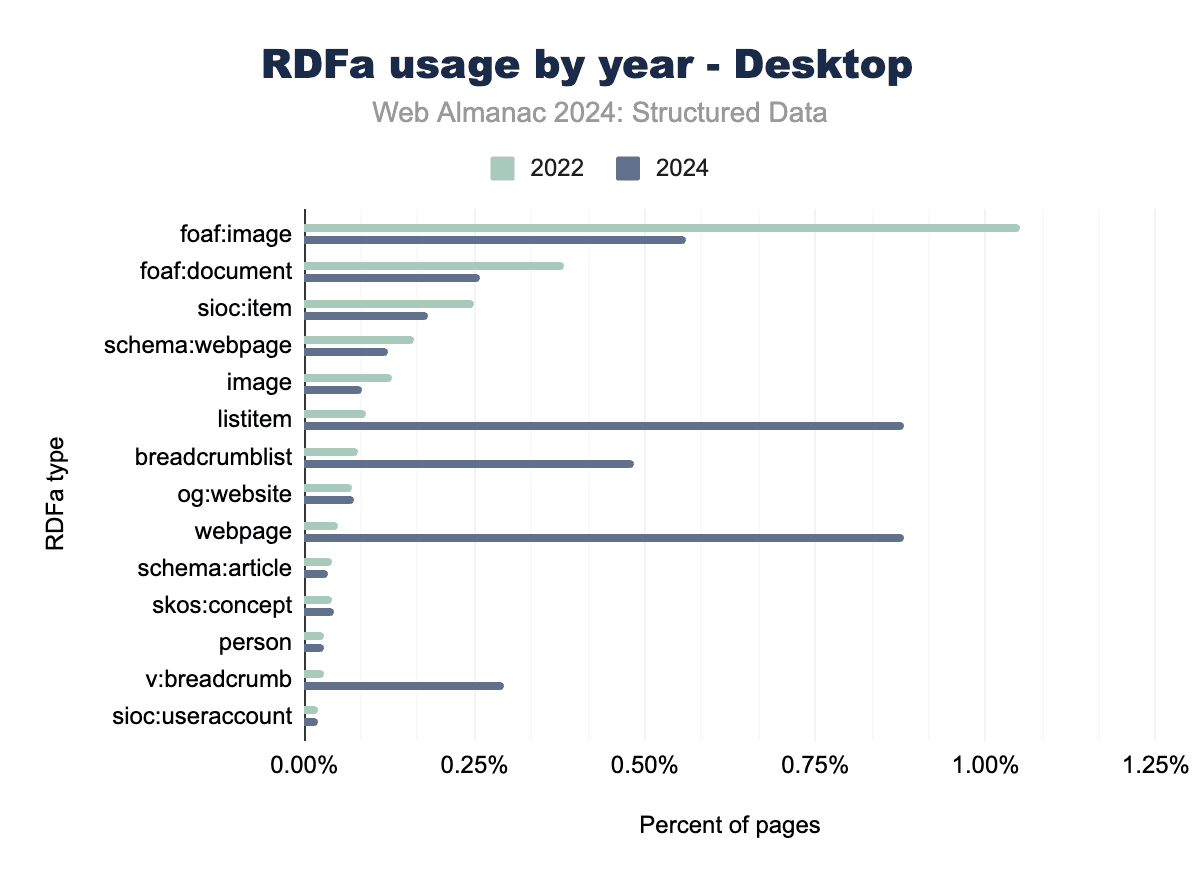 RDFa usage by year - Desktop
Web Almanac 2024: Structured Data
2022 2024
RDFa type
foaf:image
foaf:document
sioc:item
schema:webpage
image
listitem
breadcrumblist
og:website
webpage
schema:article
skos:concept
person
v:breadcrumb
sioc:useraccount
0.00% 0.25% 0.50% 0.75% 1.00% 1.25%
Percent of pages